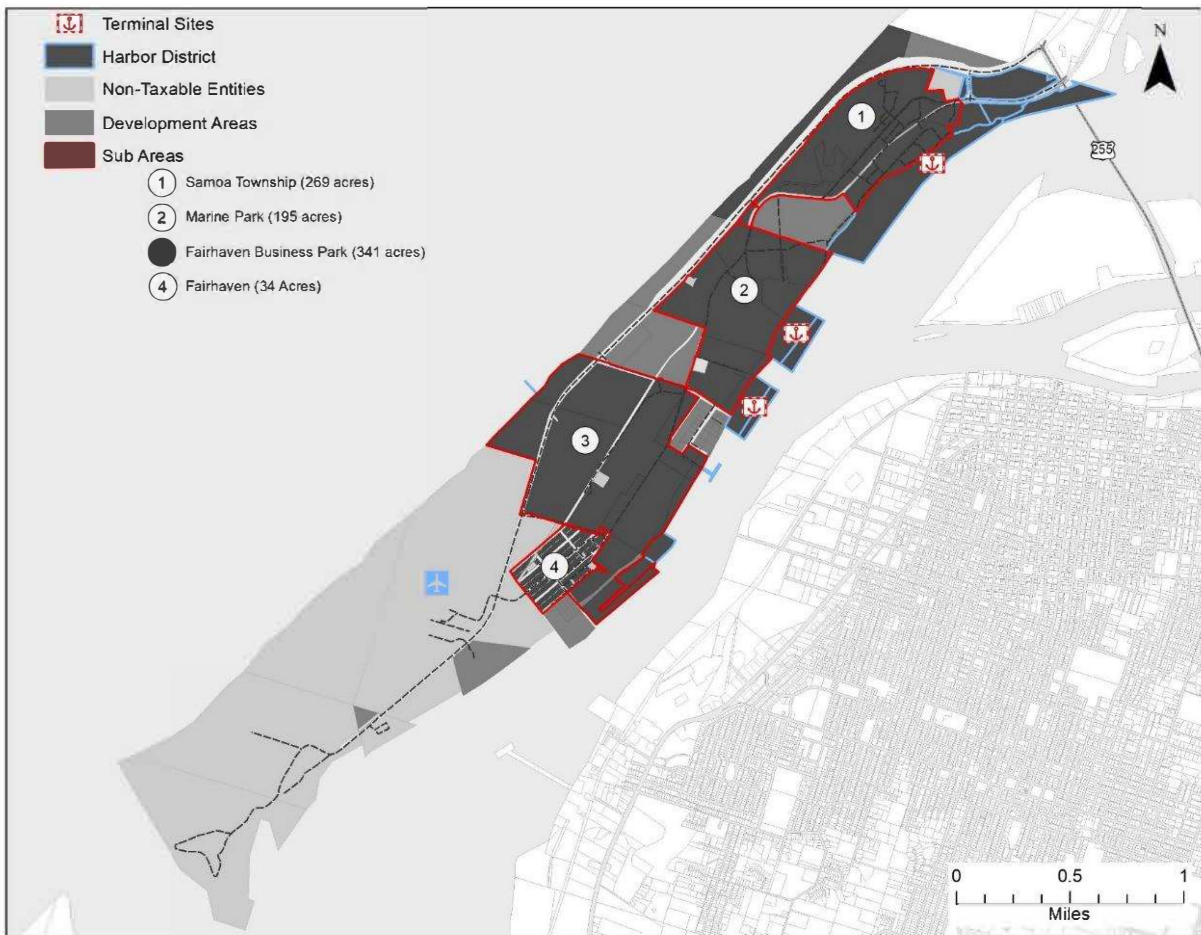 Terminal Sites
Harbor District
Non-Taxable Entities
Development Areas
Sub Areas
1 Samoa Township (269 acres)
2 Marine Park (195 acres)
Fairhaven Business Park (341 acres)
4 Fairhaven (34 Acres)
N
1
255
2
3
4
0 0.5 1
Miles